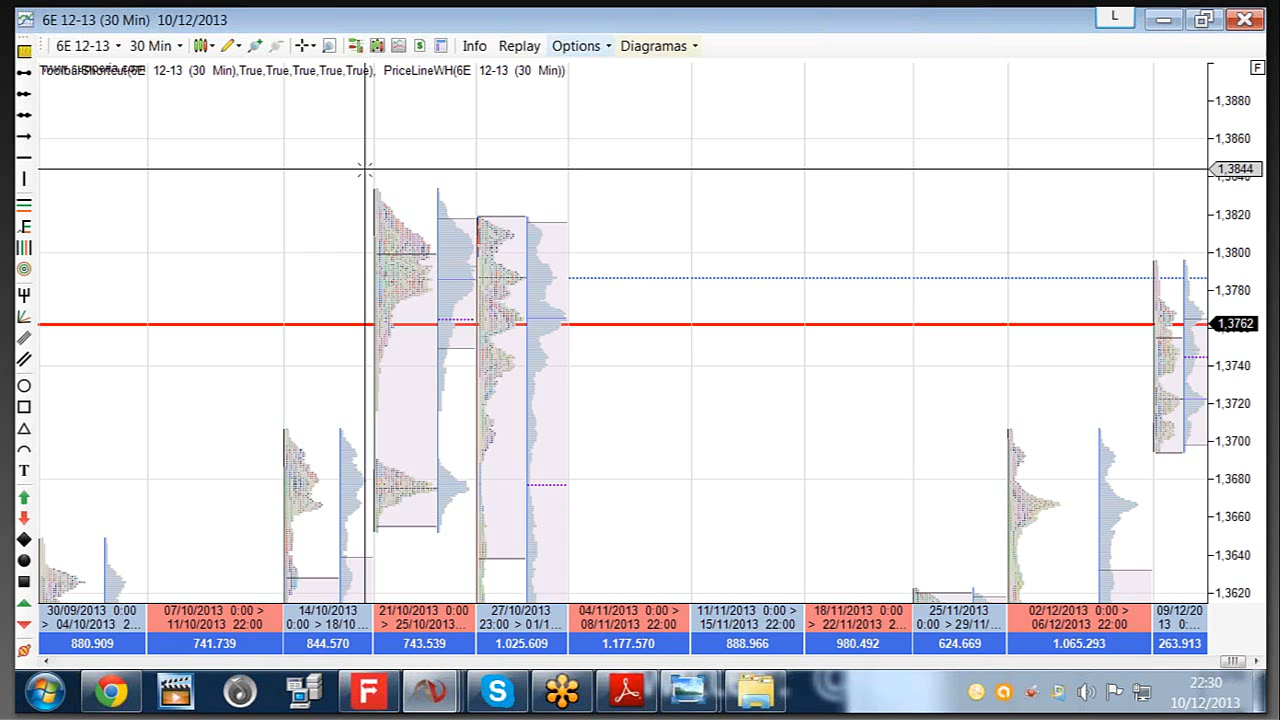 6E 12-13 (30 Min) 10/12/2013
L
6E 12-13 30 Min Info Replay Options Diagramas
(6E 12-13 (30 Min),True,True,True,True,True), PriceLineWH(6E 12-13 (30 Min))
F
1,3880
1,3860
1,3844
1,3820
1,3800
1,3780
1,3762
1,3740
1,3720
1,3700
1,3680
1,3660
1,3640
1,3620
E
T
30/09/2013 0:00 > 04/10/2013 2...
07/10/2013 0:00 > 11/10/2013 22:00
14/10/2013 0:00 > 18/10...
21/10/2013 0:00 > 25/10/2013...
27/10/2013 23:00 > 01/1...
04/11/2013 0:00 > 08/11/2013 22:00
11/11/2013 0:00 > 15/11/2013 22:00
18/11/2013 0:00 > 22/11/2013 2...
25/11/2013 0:00 > 29/11/...
02/12/2013 0:00 > 06/12/2013 22:00
09/12/2013 0:...
880.909 741.739 844.570 743.539 1.025.609 1.177.570 888.966 980.492 624.669 1.065.293 263.913
22:30
10/12/2013